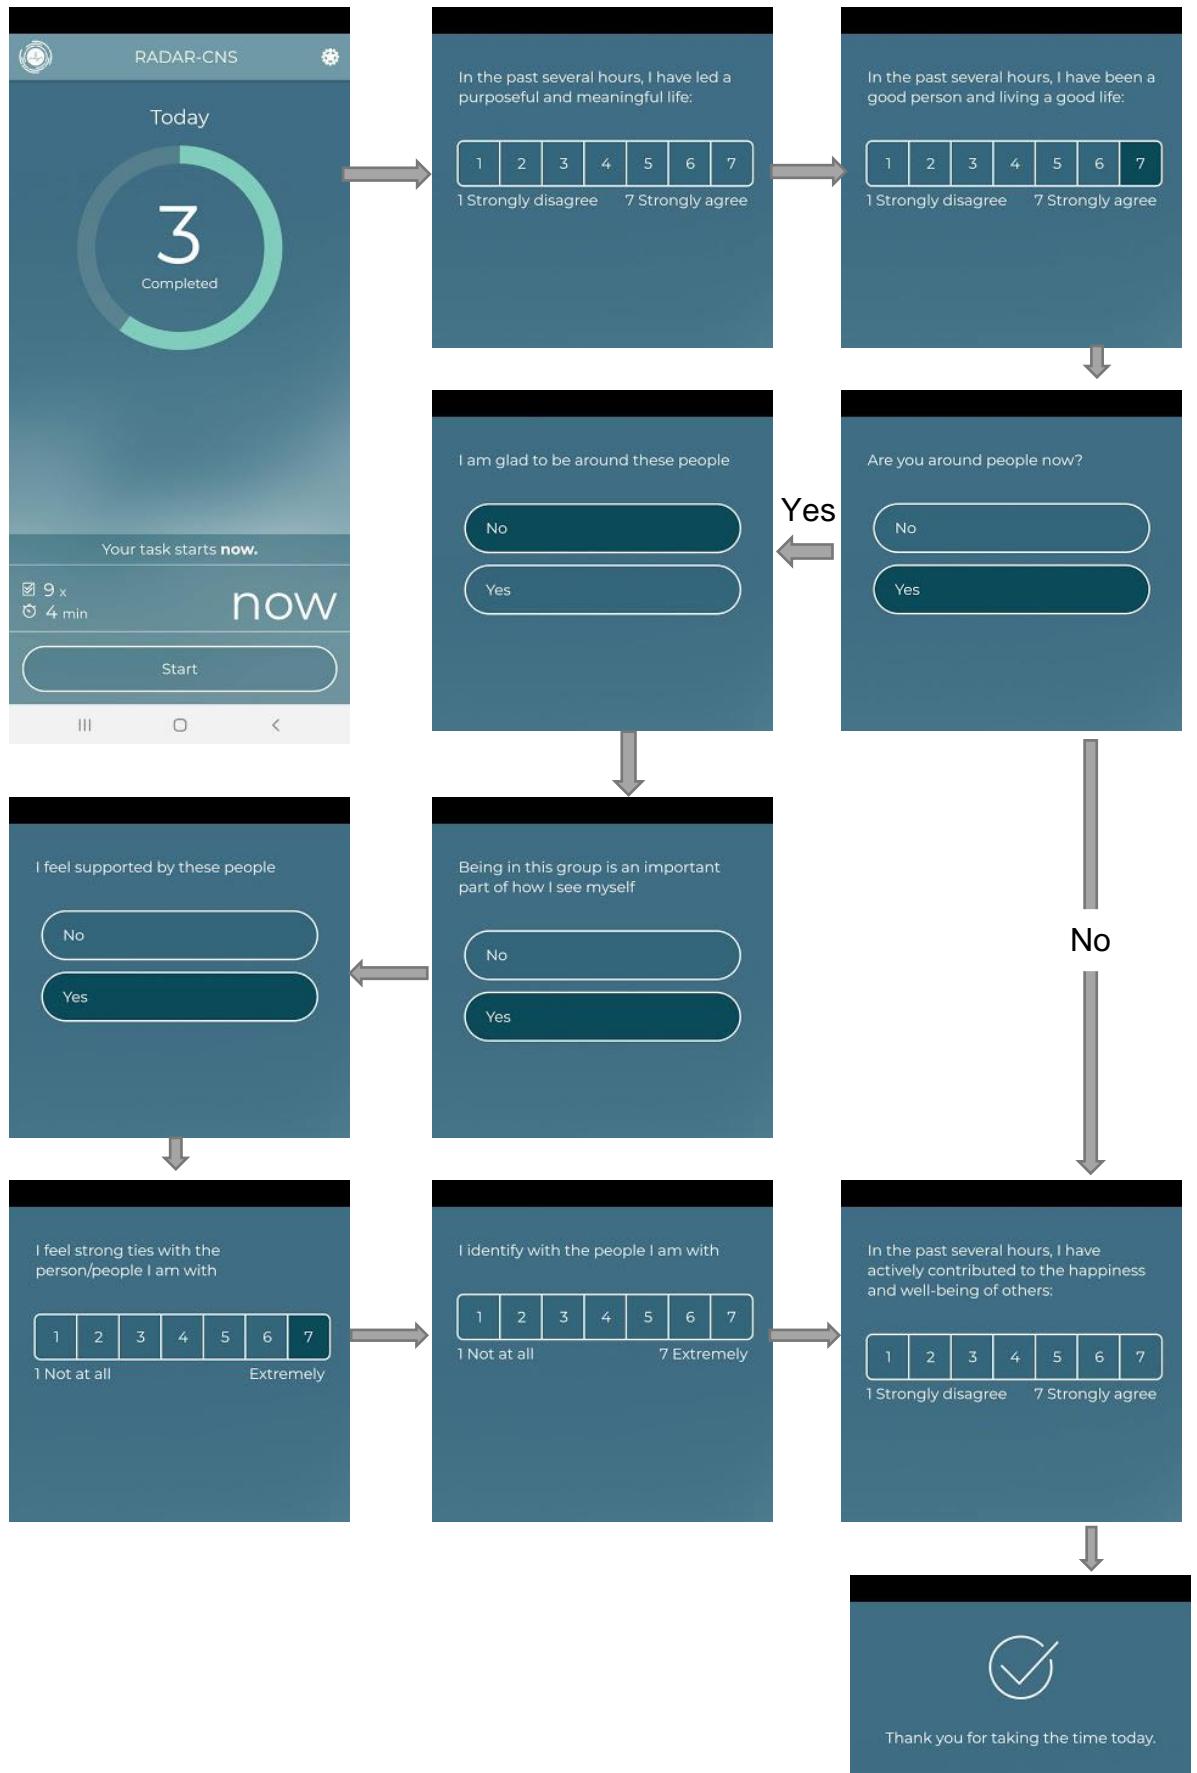 RADAR-CNS
Today
3
Completed
Your task starts now.
9 x
4 min
now
Start
In the past several hours, I have led a
purposeful and meaningful life:
1 2 3 4 5 6 7
1 Strongly disagree 7 Strongly agree
In the past several hours, I have been a
good person and living a good life:
1 2 3 4 5 6 7
1 Strongly disagree 7 Strongly agree
Are you around people now?
No
Yes
Yes
I am glad to be around these people
No
Yes
Being in this group is an important
part of how I see myself
No
Yes
I feel supported by these people
No
Yes
No
I feel strong ties with the
person/people I am with
1 2 3 4 5 6 7
1 Not at all Extremely
I identify with the people I am with
1 2 3 4 5 6 7
1 Not at all 7 Extremely
In the past several hours, I have
actively contributed to the happiness
and well-being of others:
1 2 3 4 5 6 7
1 Strongly disagree 7 Strongly agree
Thank you for taking the time today.